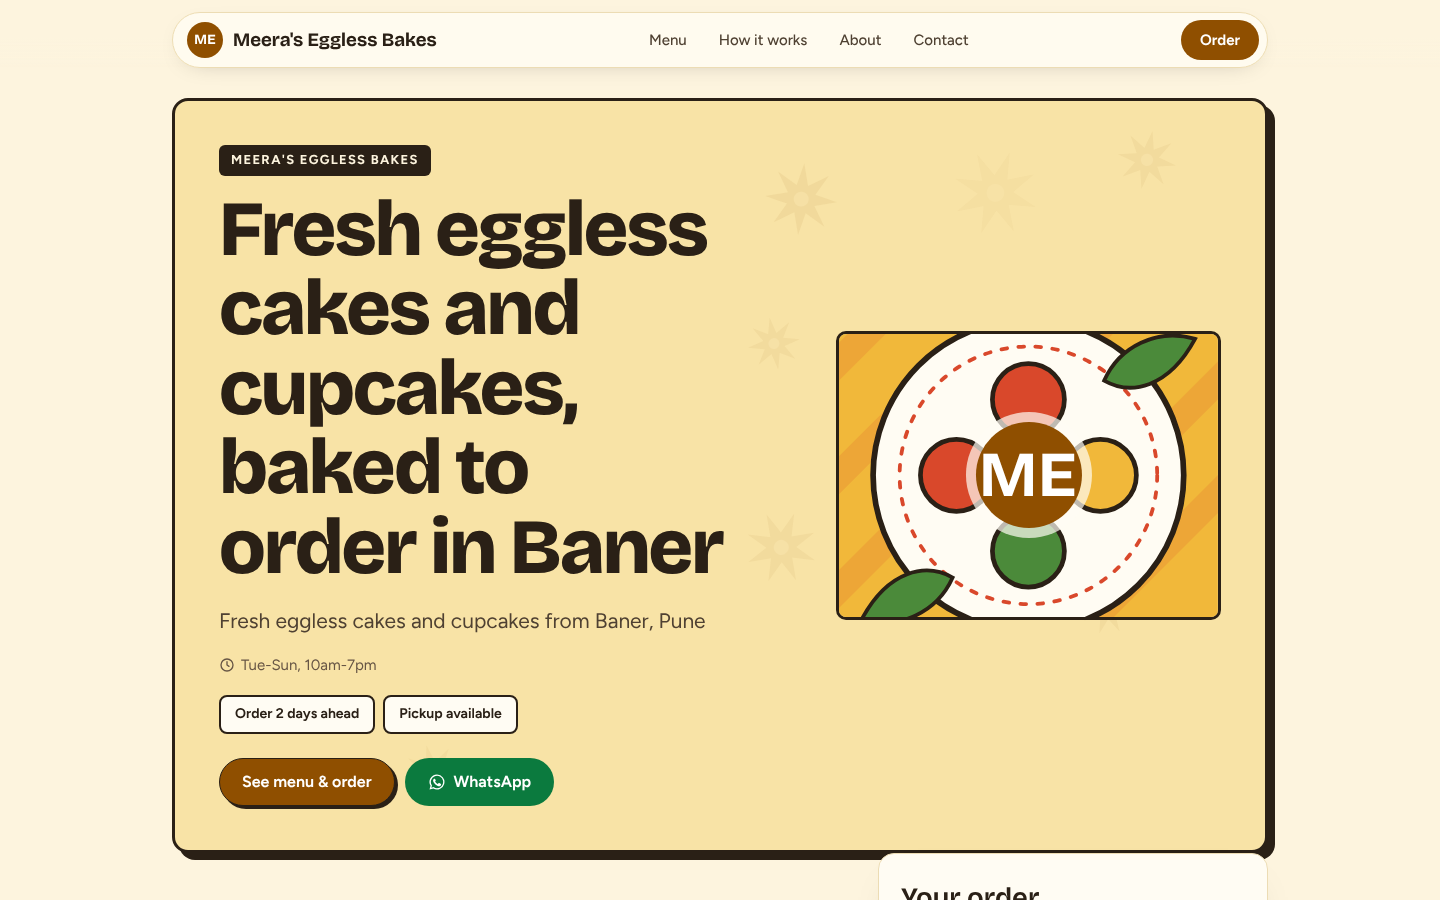 ME
Meera's Eggless Bakes
Menu
How it works
About
Contact
Order
MEERA'S EGGLESS BAKES
Fresh eggless
cakes and
cupcakes,
baked to
order in Baner
ME
Fresh eggless cakes and cupcakes from Baner, Pune
Tue-Sun, 10am-7pm
Order 2 days ahead
Pickup available
See menu & order
WhatsApp
Your order